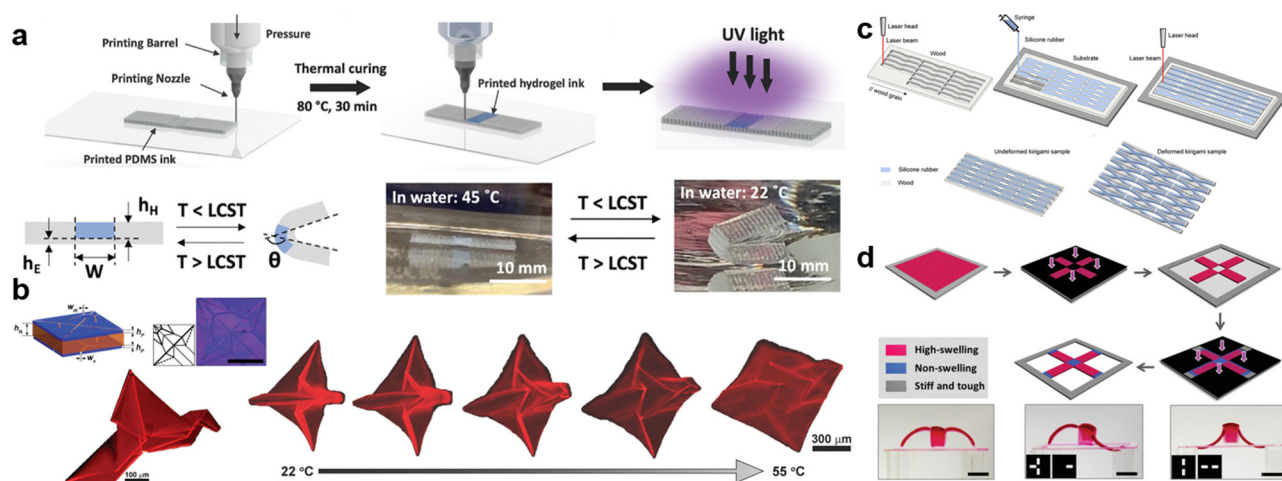 a
Printing Barrel
Pressure
Printing Nozzle
Printed PDMS ink
Thermal curing
80 °C, 30 min
Printed hydrogel ink
UV light
h_H
h_E
W
T < LCST
T > LCST
θ
In water: 45 ˚C
10 mm
T < LCST
T > LCST
In water: 22 ˚C
10 mm
b
h_N
h_P
h_P
100 μm
22 °C
55 °C
300 μm
c
Laser head
Laser beam
Wood
// wood grain
Syringe
Silicone rubber
Substrate
Laser head
Laser beam
Silicone rubber
Wood
Undeformed kirigami sample
Deformed kirigami sample
d
High-swelling
Non-swelling
Stiff and tough